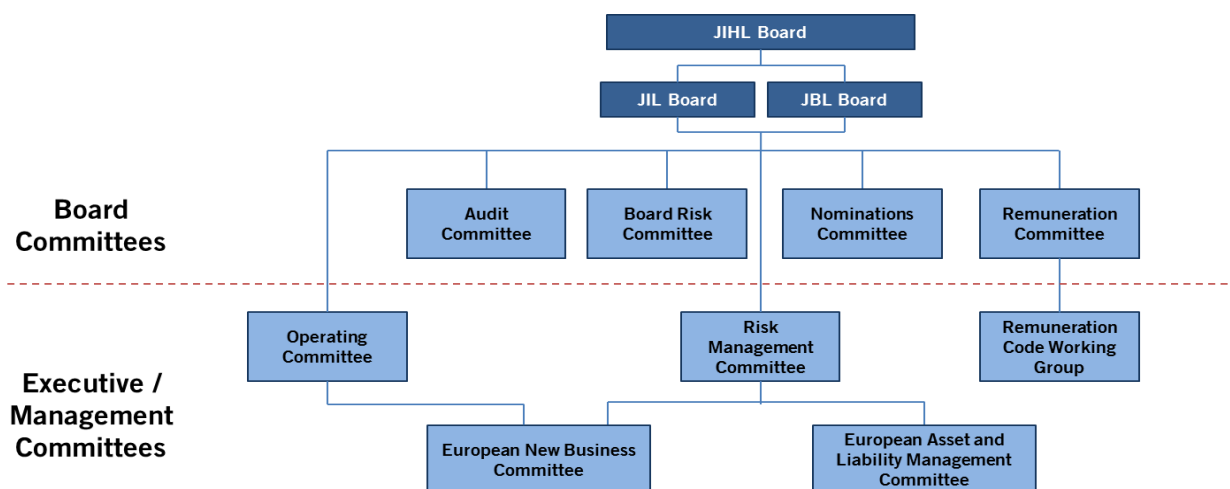 JIHL Board
JIL Board
JBL Board
Board
Committees
Audit
Committee
Board Risk
Committee
Nominations
Committee
Remuneration
Committee
Executive /
Management
Committees
Operating
Committee
Risk
Management
Committee
Remuneration
Code Working
Group
European New Business
Committee
European Asset and
Liability Management
Committee